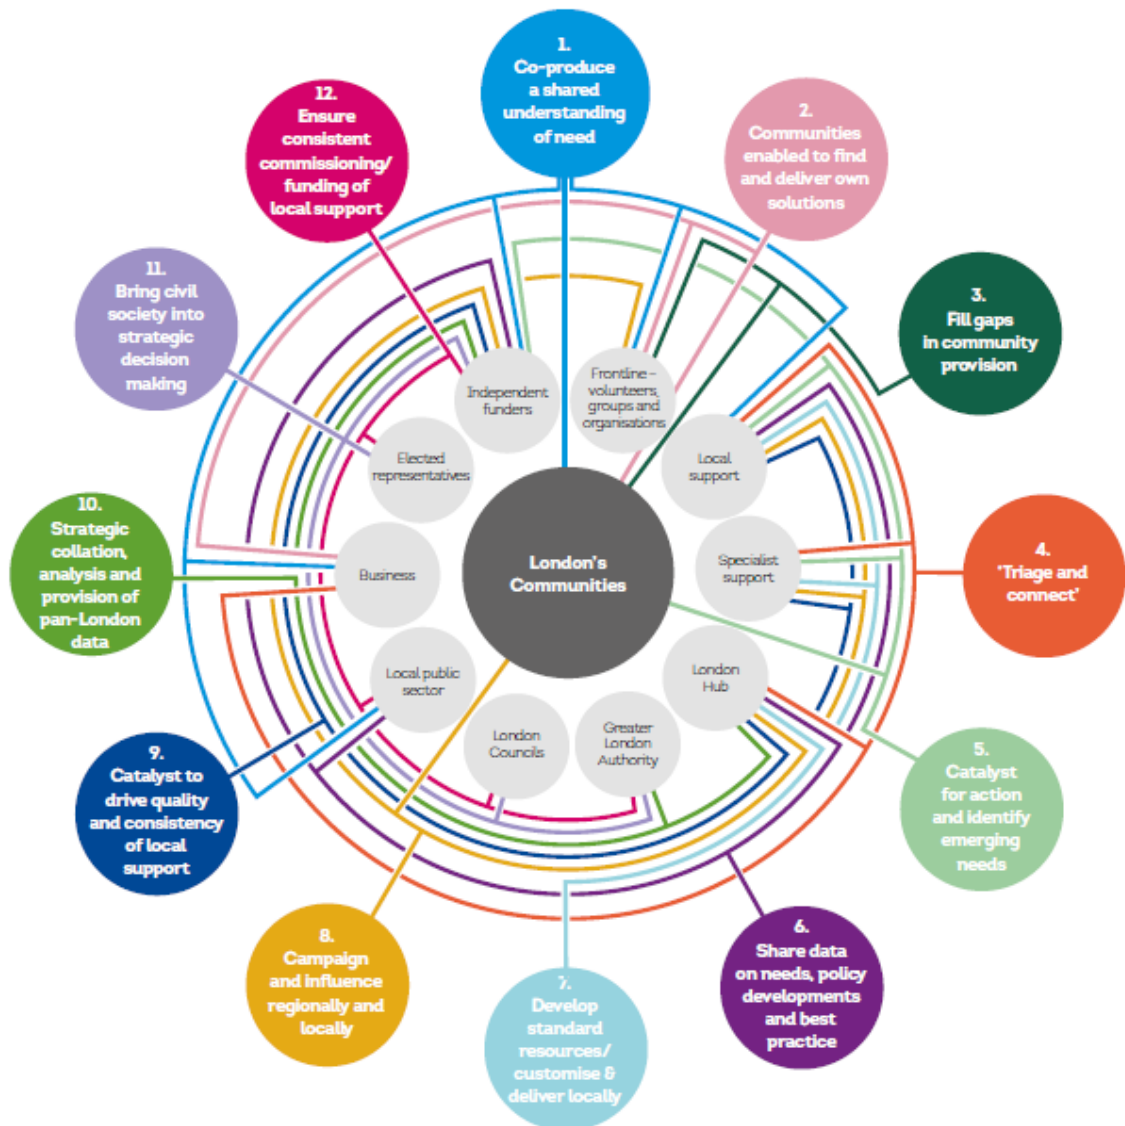 1.
Co-produce
a shared
understanding
of need
2.
Communities
enabled to find
and deliver own
solutions
3.
Fill gaps
in community
provision
4.
'Triage and
connect'
5.
Catalyst
for action
and identify
emerging
needs
6.
Share data
on needs, policy
developments
and best
practice
7.
Develop
standard
resources/
customise &
deliver locally
8.
Campaign
and influence
regionally and
locally
9.
Catalyst to
drive quality
and consistency
of local
support
10.
Strategic
collation,
analysis and
provision of
pan-London
data
11.
Bring civil
society into
strategic
decision
making
12.
Ensure
consistent
commissioning/
funding of
local support
Independent
funders
Frontline –
volunteers,
groups and
organisations
Local
support
Specialist
support
London
Hub
Greater
London
Authority
London
Councils
Local public
sector
Business
Elected
representatives
London's
Communities